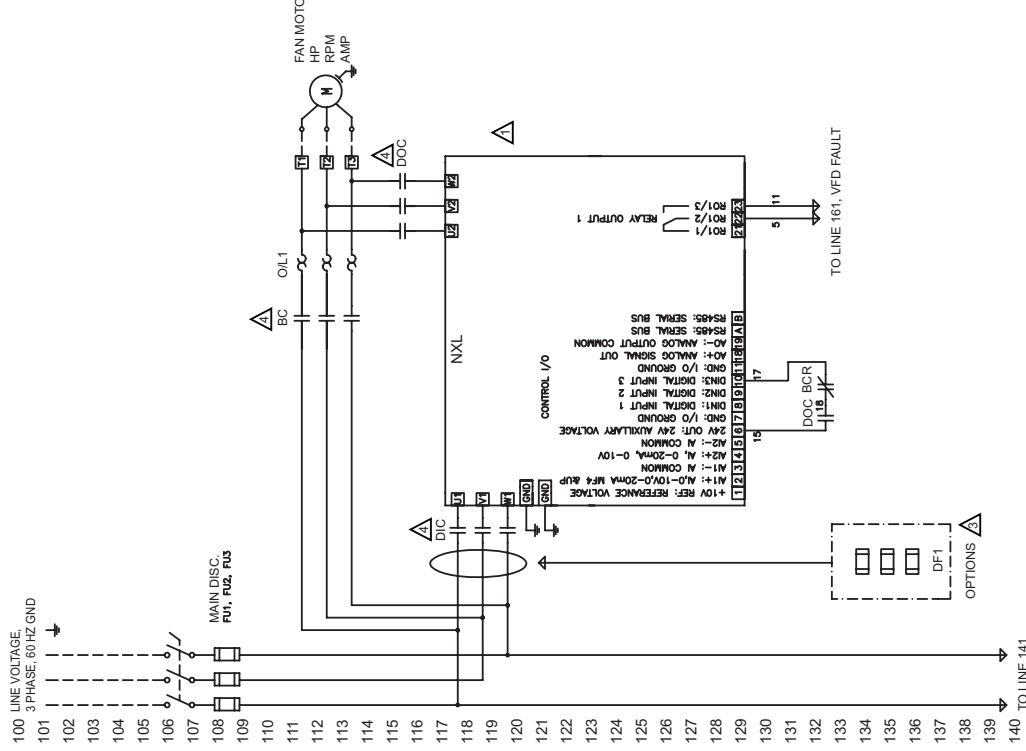 100 LINE VOLTAGE,
3 PHASE, 60 HZ GND
101
102
103
104
105
106
107
108
109
110
111
112
113
114
115
116
117
118
119
120
121
122
123
124
125
126
127
128
129
130
131
132
133
134
135
136
137
138
139
140
TO LINE 141
MAIN DISC.
FU1, FU2, FU3
4
BC
O/L1
T1
T2
T3
M
FAN MOTO
HP
RPM
AMP
4
DOC
4
DIC
U1
V1
W1
GND
GND
U2
V2
W2
NXL
1
CONTROL I/O
+10V REF: REFERANCE VOLTAGE
AI1+: AI,0-10V,0-20mA MF4 &UP
AI1-: AI COMMON
AI2+: AI, 0-20mA, 0-10V
AI2-: AI COMMON
24V OUT: 24V AUXILLARY VOLTAGE
GND: I/O GROUND
DIN1: DIGITAL INPUT 1
DIN2: DIGITAL INPUT 2
DIN3: DIGITAL INPUT 3
GND: I/O GROUND
AO+: ANALOG SIGNAL OUT
AO-: ANALOG OUTPUT COMMON
RS485: SERIAL BUS
RS485: SERIAL BUS
1 2 3 4 5 6 7 8 9 10 11 18 19 A B
RO1/1
RO1/2
RO1/3
RELAY OUTPUT 1
21 22 23
15
17
DOC BCR
18
5
11
TO LINE 161, VFD FAULT
DF1
OPTIONS
3